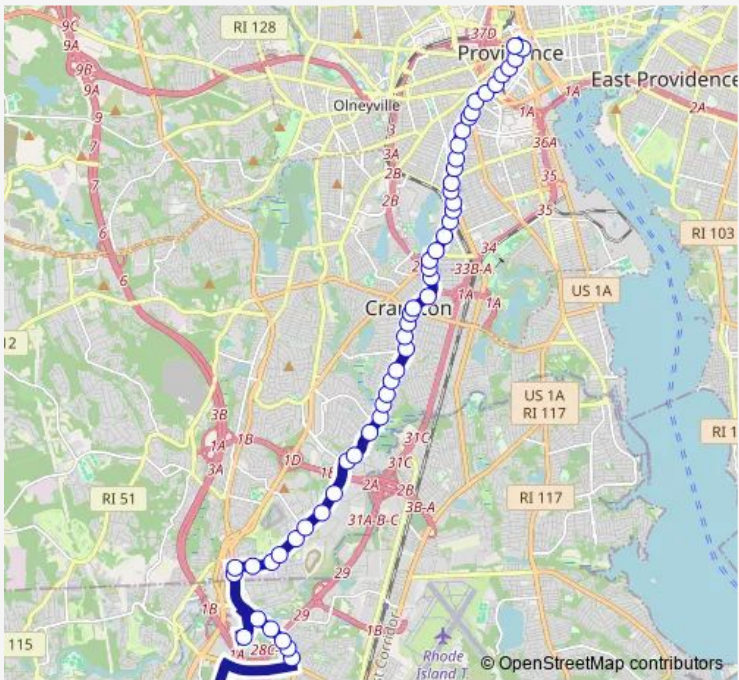 9C
RI 128
37D
9A
Providence
9B
9A
East Providence
1A
2A
Olneyville
9
1A
3
7
36A
3A
2B
7
35
2B
35
6
RI 103
34
33B-A
6
1A
US 1A
1A
Cranston
12
3B
US 1A
RI 117
RI 1
1A
1B
31C
1D
31C
3A
2A
2B
RI 51
3B-A
RI 117
31A-B-C
29
1B
29
1B
115
1A
28C-
Rhode
Island T.
© OpenStreetMap contributors